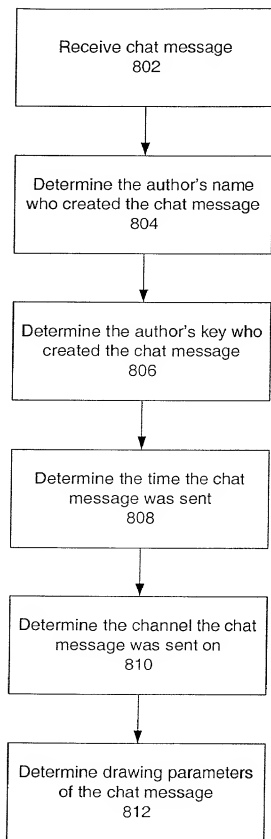 Receive chat message
802
Determine the author's name
who created the chat message
804
Determine the author's key who
created the chat message
806
Determine the time the chat
message was sent
808
Determine the channel the chat
message was sent on
810
Determine drawing parameters
of the chat message
812